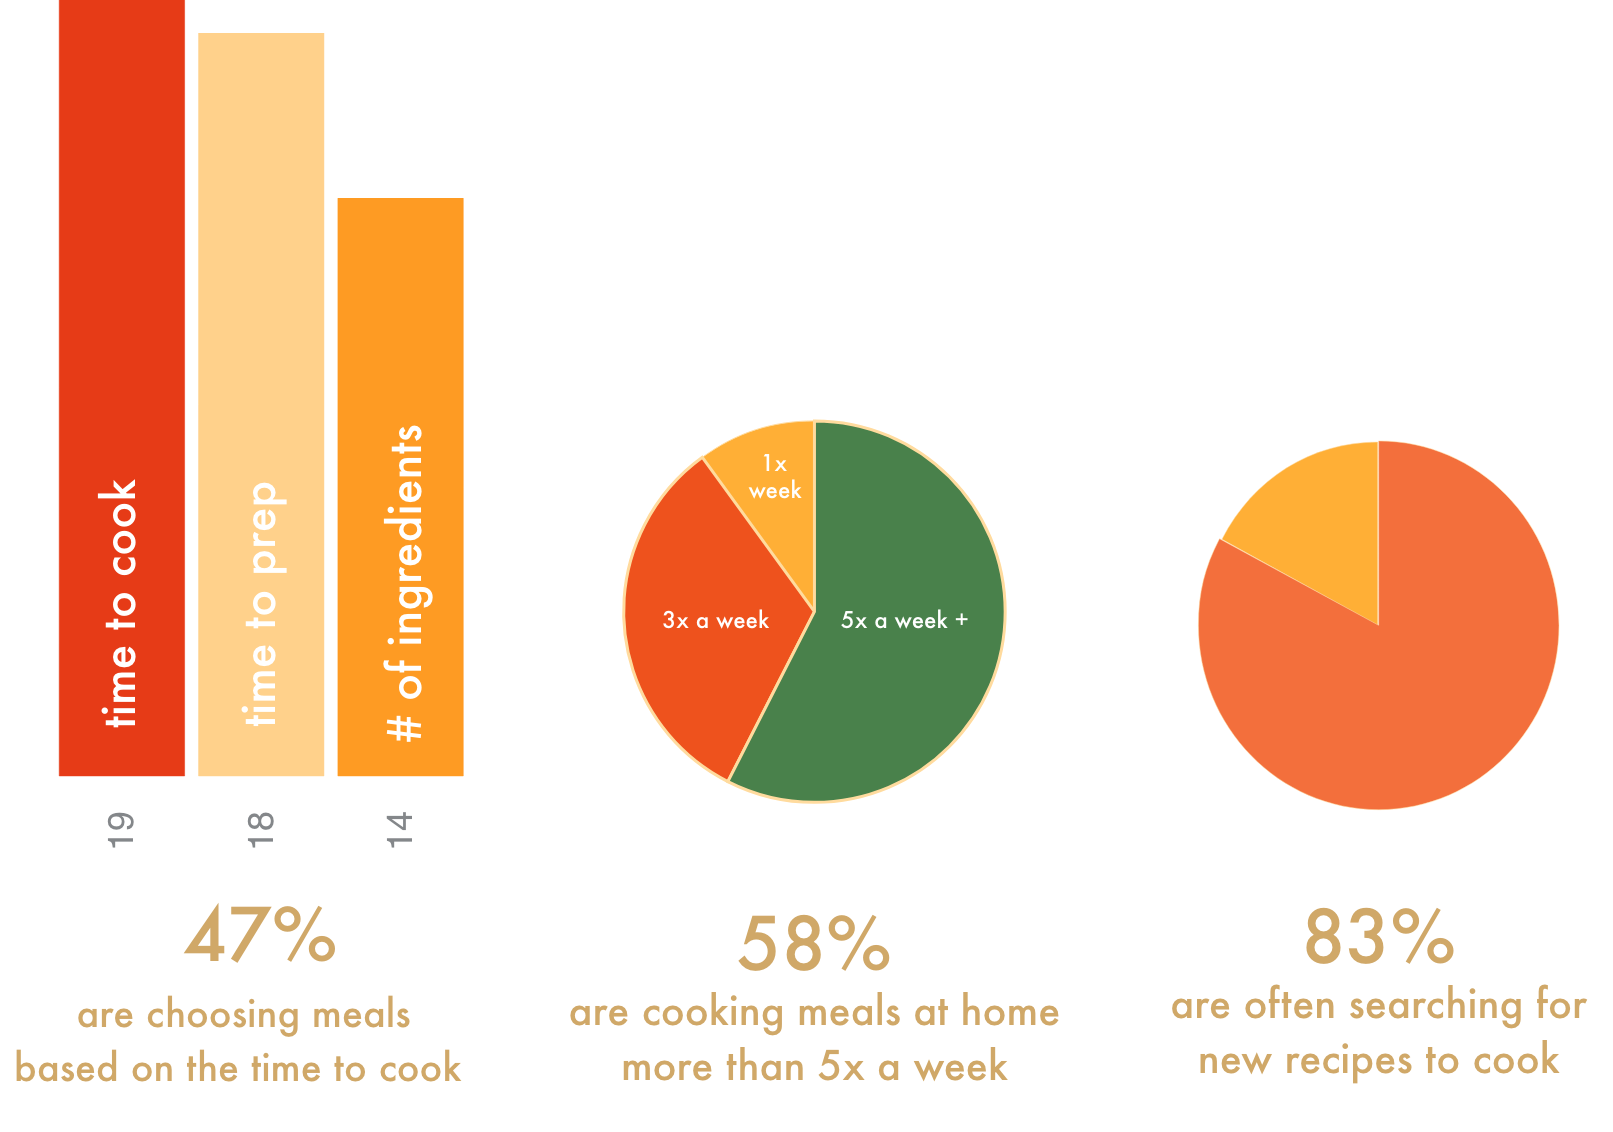 time to cook
time to prep
# of ingredients
19
18
14
47%
are choosing meals
based on the time to cook
1x
week
3x a week
5x a week +
58%
are cooking meals at home
more than 5x a week
83%
are often searching for
new recipes to cook